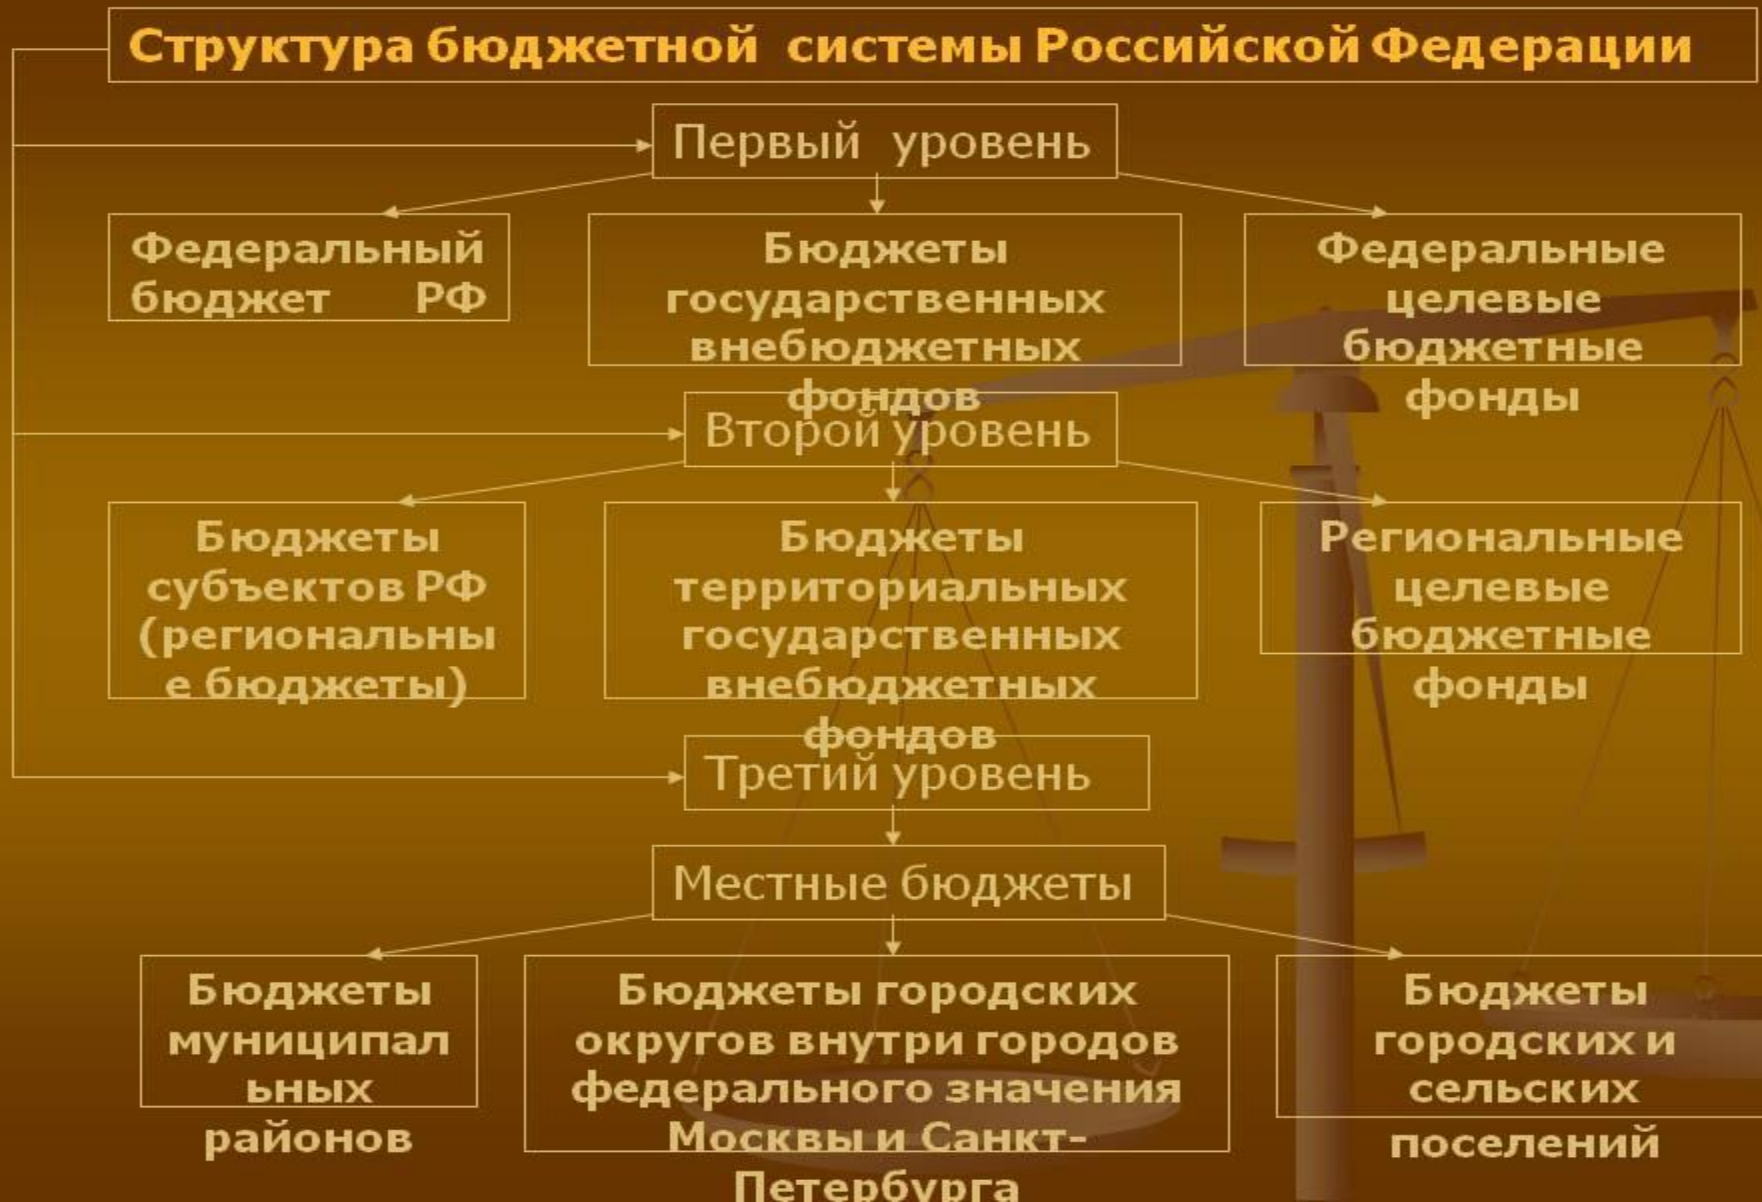 Структура бюджетной системы Российской Федерации
Первый уровень
Федеральный
бюджет РФ
Бюджеты
государственных
внебюджетных
фондов
Федеральные
целевые
бюджетные
фонды
Второй уровень
Бюджеты
субъектов РФ
(региональны
е бюджеты)
Бюджеты
территориальных
государственных
внебюджетных
фондов
Региональные
целевые
бюджетные
фонды
Третий уровень
Местные бюджеты
Бюджеты
муниципал
ьных
районов
Бюджеты городских
округов внутри городов
федерального значения
Москвы и Санкт-
Петербурга
Бюджеты
городских и
сельских
поселений